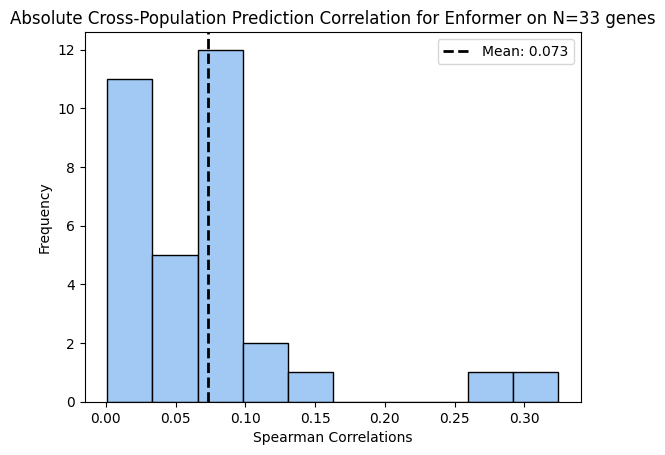 Absolute Cross-Population Prediction Correlation for Enformer on N=33 genes
Mean: 0.073
12
10
8
6
4
2
0
Frequency
0.00 0.05 0.10 0.15 0.20 0.25 0.30
Spearman Correlations